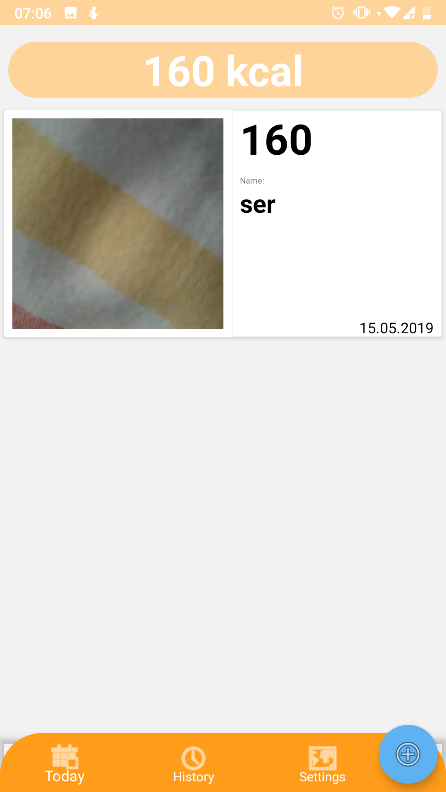 07:06
160 kcal
160
Name:
ser
15.05.2019
Today
History
Settings